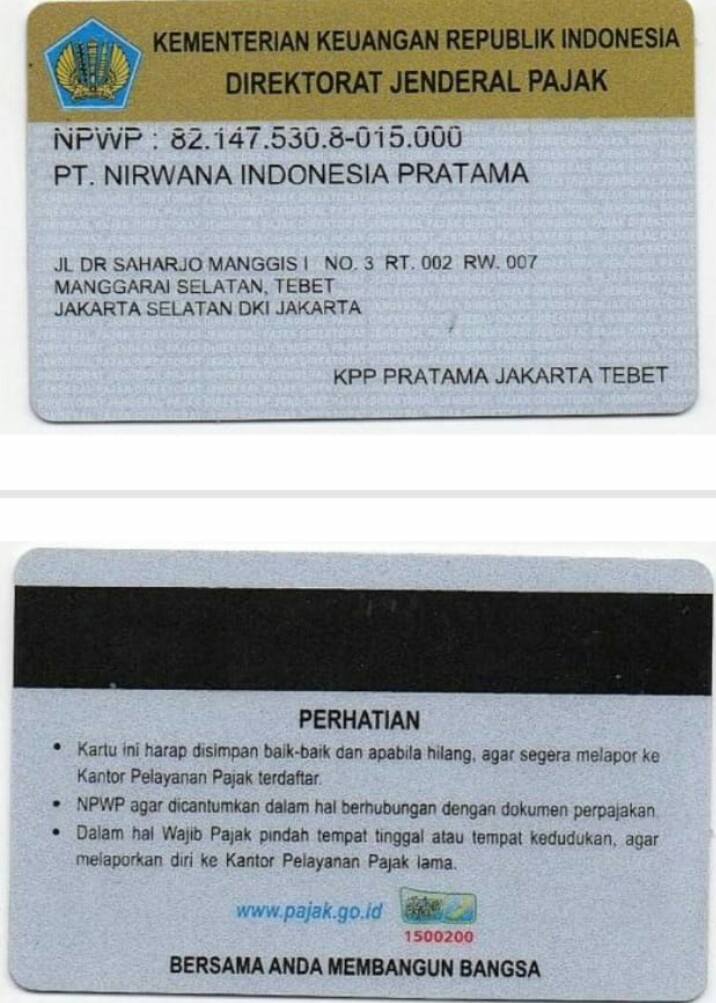 KEMENTERIAN KEUANGAN REPUBLIK INDONESIA
DIREKTORAT JENDERAL PAJAK
NPWP : 82.147.530.8-015.000
PT. NIRWANA INDONESIA PRATAMA
JL DR SAHARJO MANGGIS I NO. 3 RT. 002 RW. 007
MANGGARAI SELATAN, TEBET
JAKARTA SELATAN DKI JAKARTA
KPP PRATAMA JAKARTA TEBET
PERHATIAN
• Kartu ini harap disimpan baik-baik dan apabila hilang, agar segera melapor ke
Kantor Pelayanan Pajak terdaftar.
• NPWP agar dicantumkan dalam hal berhubungan dengan dokumen perpajakan.
• Dalam hal Wajib Pajak pindah tempat tinggal atau tempat kedudukan, agar
melaporkan diri ke Kantor Pelayanan Pajak lama.
www.pajak.go.id
1500200
BERSAMA ANDA MEMBANGUN BANGSA